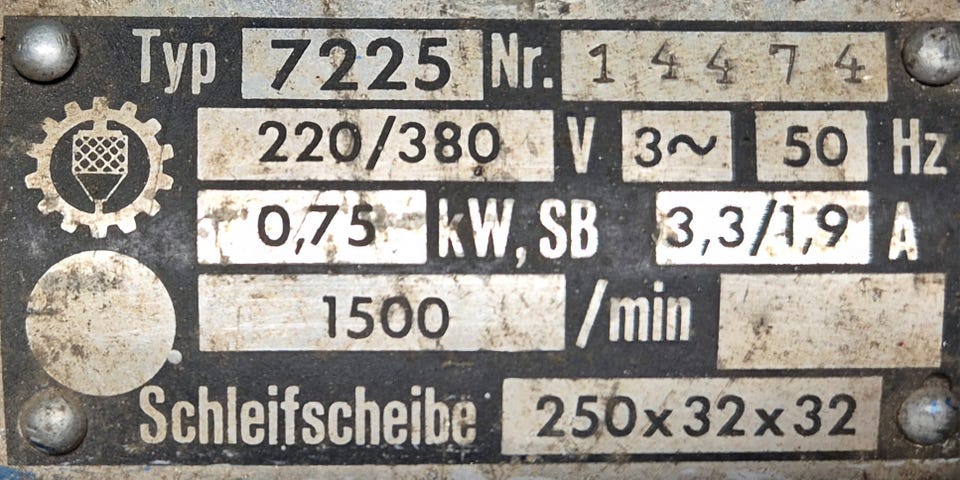 Typ 7225 Nr. 14474
220/380 V 3~ 50 Hz
0,75 kW, SB 3,3/1,9 A
1500 /min
Schleifscheibe 250x32x32